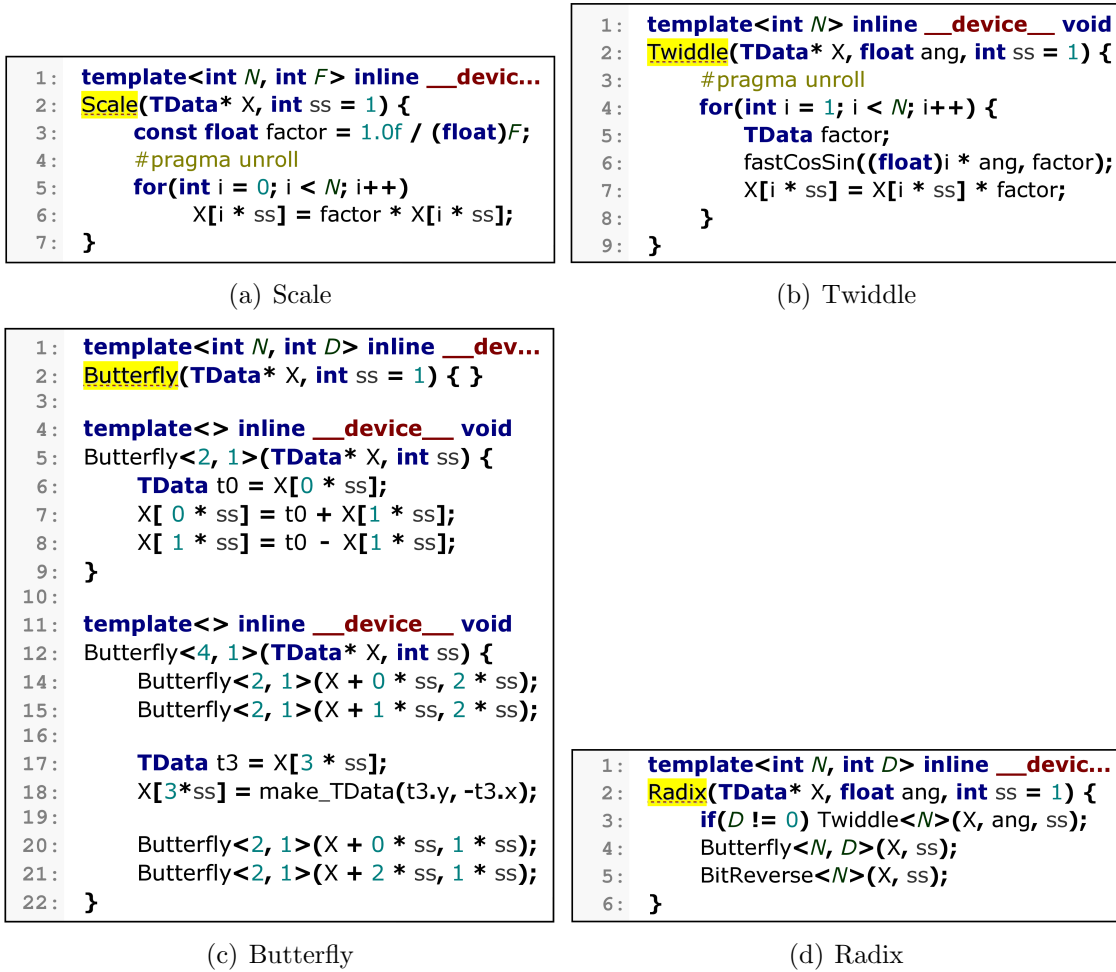 1: template<int N, int F> inline __devic...
2: Scale(TData* X, int ss = 1) {
3: const float factor = 1.0f / (float)F;
4: #pragma unroll
5: for(int i = 0; i < N; i++)
6: X[i * ss] = factor * X[i * ss];
7: }
(a) Scale
1: template<int N> inline __device__ void
2: Twiddle(TData* X, float ang, int ss = 1) {
3: #pragma unroll
4: for(int i = 1; i < N; i++) {
5: TData factor;
6: fastCosSin((float)i * ang, factor);
7: X[i * ss] = X[i * ss] * factor;
8: }
9: }
(b) Twiddle
1: template<int N, int D> inline __dev...
2: Butterfly(TData* X, int ss = 1) { }
3:
4: template<> inline __device__ void
5: Butterfly<2, 1>(TData* X, int ss) {
6: TData t0 = X[0 * ss];
7: X[ 0 * ss] = t0 + X[1 * ss];
8: X[ 1 * ss] = t0 - X[1 * ss];
9: }
10:
11: template<> inline __device__ void
12: Butterfly<4, 1>(TData* X, int ss) {
14: Butterfly<2, 1>(X + 0 * ss, 2 * ss);
15: Butterfly<2, 1>(X + 1 * ss, 2 * ss);
16:
17: TData t3 = X[3 * ss];
18: X[3*ss] = make_TData(t3.y, -t3.x);
19:
20: Butterfly<2, 1>(X + 0 * ss, 1 * ss);
21: Butterfly<2, 1>(X + 2 * ss, 1 * ss);
22: }
(c) Butterfly
1: template<int N, int D> inline __devic...
2: Radix(TData* X, float ang, int ss = 1) {
3: if(D != 0) Twiddle<N>(X, ang, ss);
4: Butterfly<N, D>(X, ss);
5: BitReverse<N>(X, ss);
6: }
(d) Radix